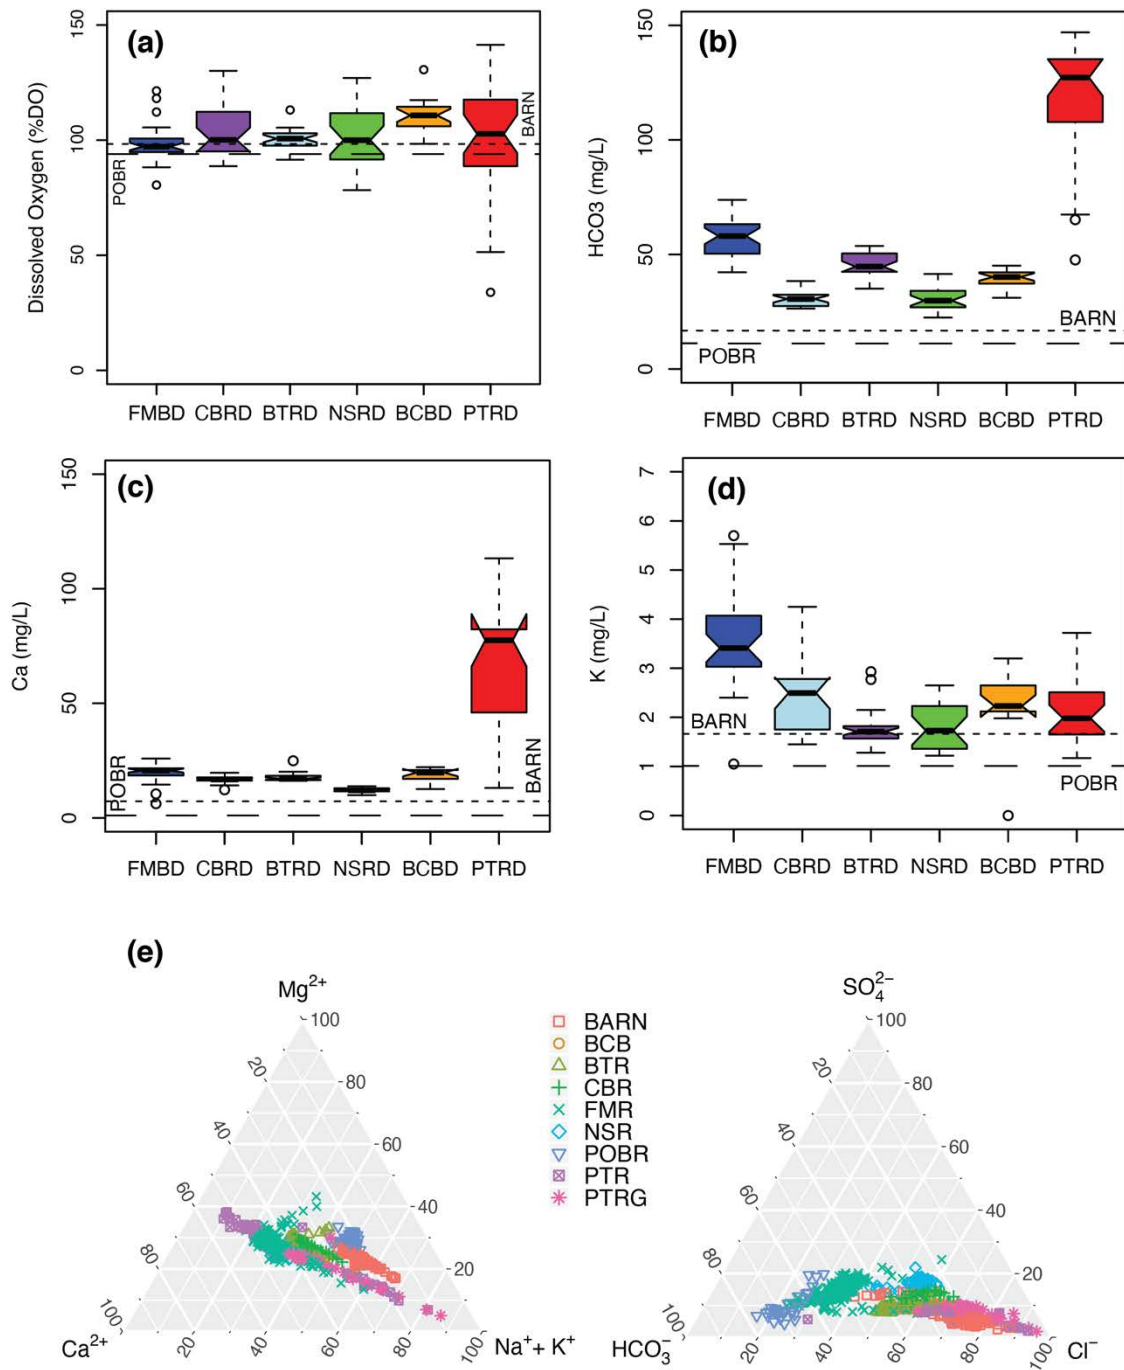 (a)
Dissolved Oxygen (%DO)
0 50 100 150
BARN
POBR
FMBD CBRD BTRD NSRD BCBD PTRD
(b)
HCO3 (mg/L)
0 50 100 150
BARN
POBR
FMBD CBRD BTRD NSRD BCBD PTRD
(c)
Ca (mg/L)
0 50 100 150
POBR
BARN
FMBD CBRD BTRD NSRD BCBD PTRD
(d)
K (mg/L)
0 1 2 3 4 5 6 7
BARN
POBR
FMBD CBRD BTRD NSRD BCBD PTRD
(e)
Mg²⁺
100
20 80
40 60
60 40
80 20
100
20 40 60 80 100
Ca²⁺ Na⁺+ K⁺
BARN
BCB
BTR
CBR
FMR
NSR
POBR
PTR
PTRG
SO₄²⁻
100
20 80
40 60
60 40
80 20
100
20 40 60 80 100
HCO₃⁻ Cl⁻